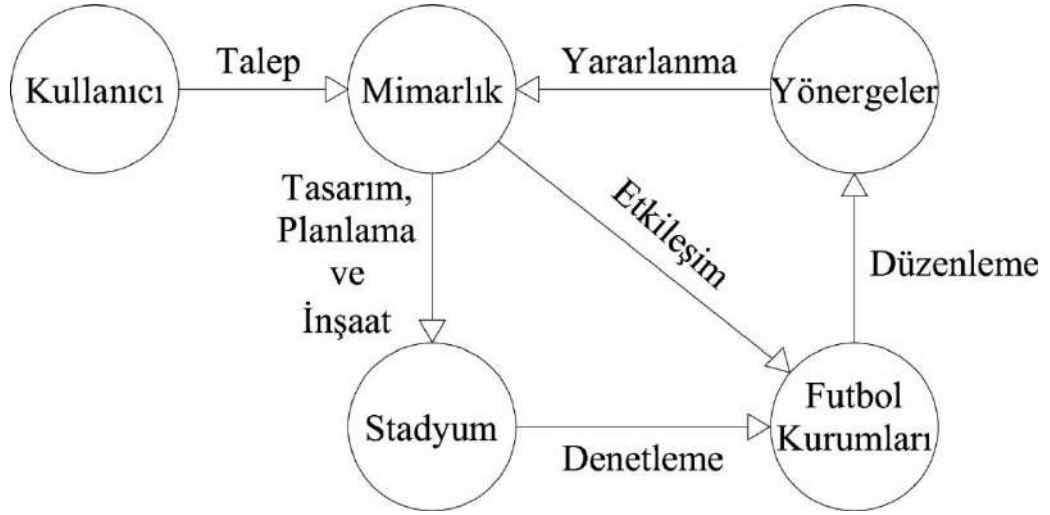 Kullanıcı
Talep
Mimarlık
Yararlanma
Yönergeler
Tasarım,
Planlama
ve
İnşaat
Etkileşim
Düzenleme
Stadyum
Denetleme
Futbol
Kurumları